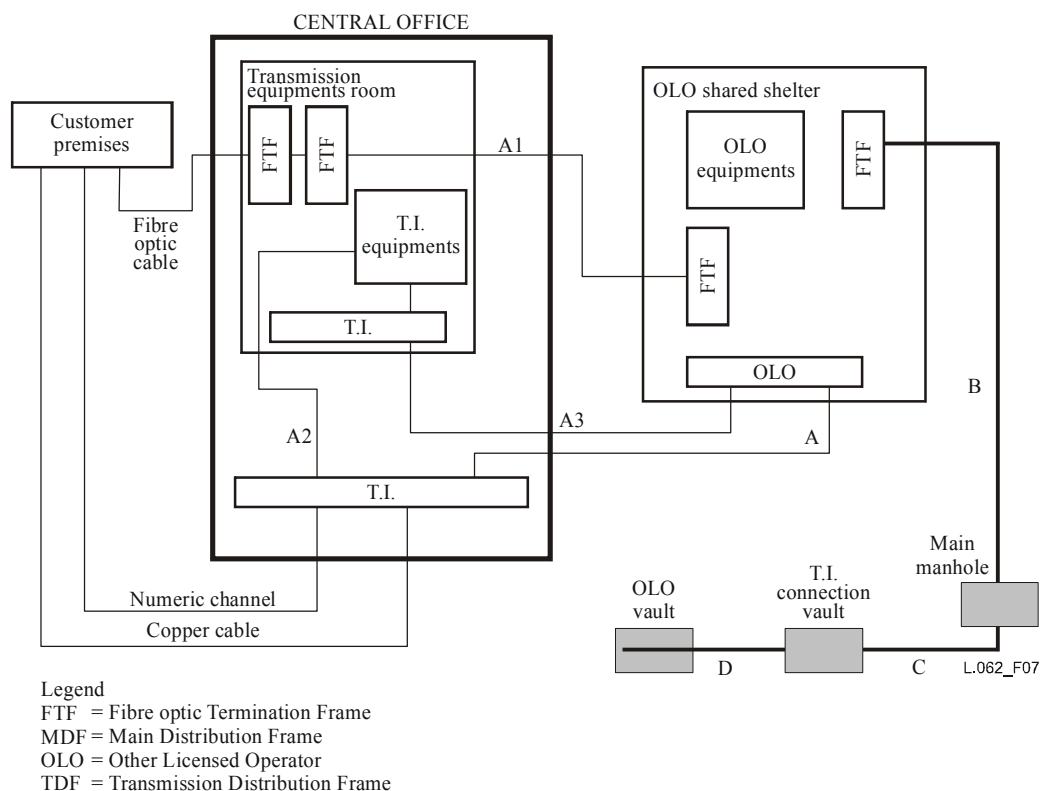 CENTRAL OFFICE
Transmission
equipments room
FTF
FTF
T.I.
equipments
T.I.
A1
A2
A3
A
T.I.
Customer
premises
Fibre
optic
cable
Numeric channel
Copper cable
OLO shared shelter
OLO
equipments
FTF
FTF
OLO
B
Main
manhole
T.I.
connection
vault
OLO
vault
D
C
L.062_F07
Legend
FTF = Fibre optic Termination Frame
MDF = Main Distribution Frame
OLO = Other Licensed Operator
TDF = Transmission Distribution Frame